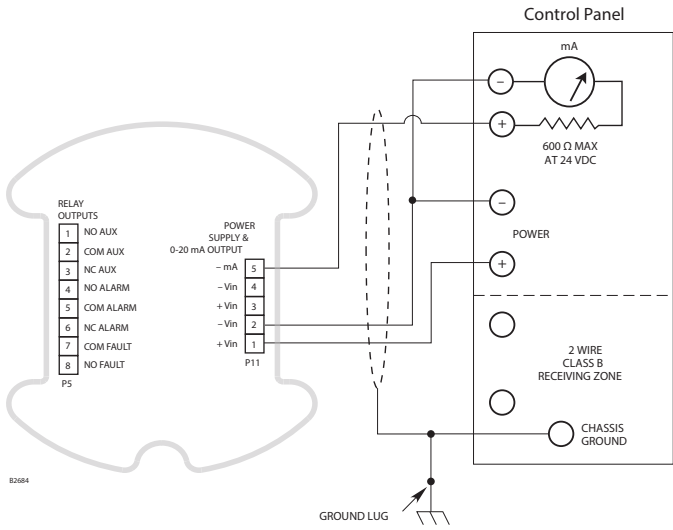 Control Panel
mA
−
+
600 Ω MAX
AT 24 VDC
−
POWER
+
2 WIRE
CLASS B
RECEIVING ZONE
CHASSIS
GROUND
RELAY
OUTPUTS
1 NO AUX
2 COM AUX
3 NC AUX
4 NO ALARM
5 COM ALARM
6 NC ALARM
7 COM FAULT
8 NO FAULT
P5
POWER
SUPPLY &
0-20 mA OUTPUT
– mA 5
– Vin 4
+ Vin 3
– Vin 2
+ Vin 1
P11
GROUND LUG
B2684